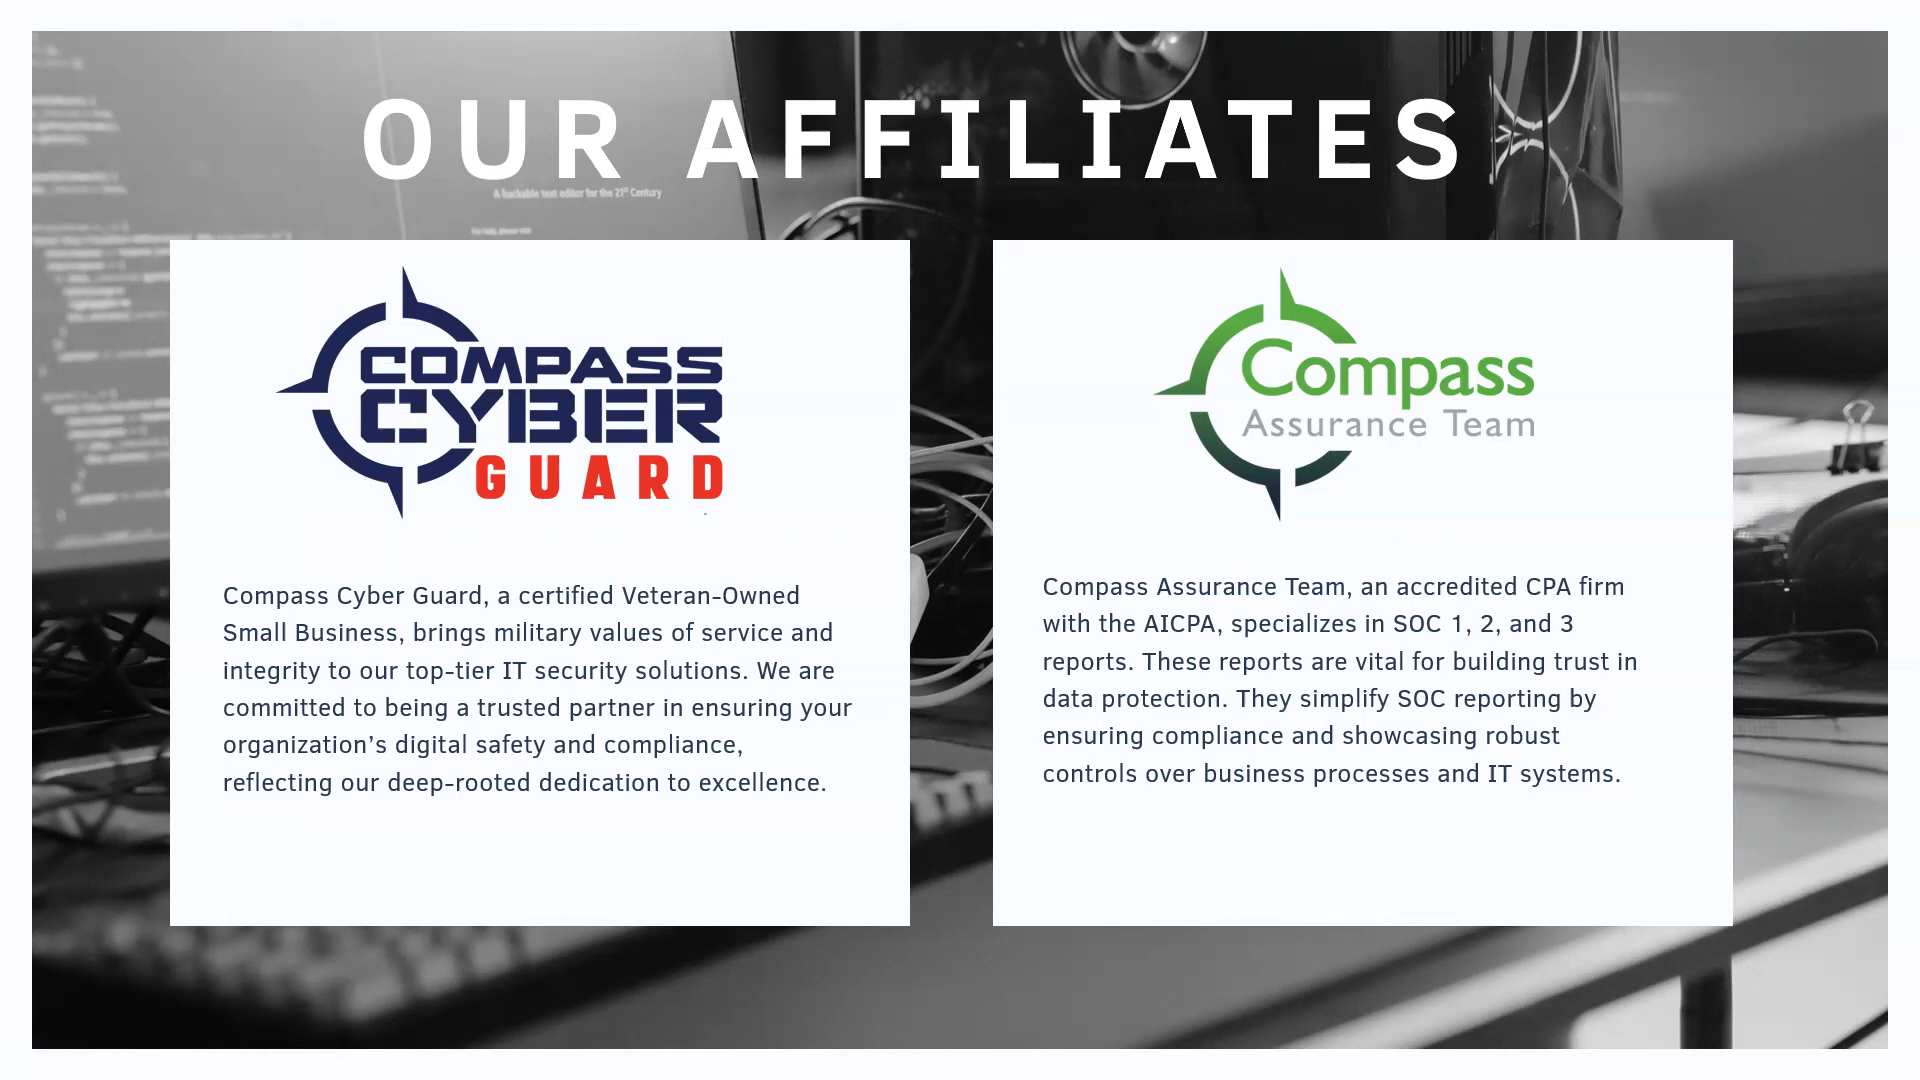 OUR AFFILIATES
A hackable text editor for the 21st Century
For help, please visit
COMPASS
CYBER
GUARD
Compass Cyber Guard, a certified Veteran-Owned
Small Business, brings military values of service and
integrity to our top-tier IT security solutions. We are
committed to being a trusted partner in ensuring your
organization’s digital safety and compliance,
reflecting our deep-rooted dedication to excellence.
Compass
Assurance Team
Compass Assurance Team, an accredited CPA firm
with the AICPA, specializes in SOC 1, 2, and 3
reports. These reports are vital for building trust in
data protection. They simplify SOC reporting by
ensuring compliance and showcasing robust
controls over business processes and IT systems.